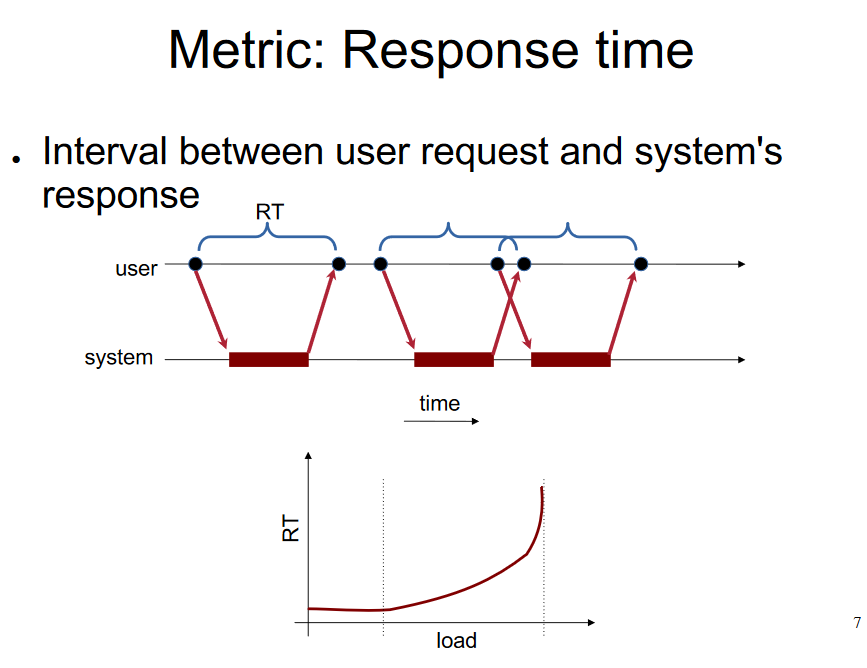 Metric: Response time
• Interval between user request and system's
response
RT
user
system
time
RT
load
7